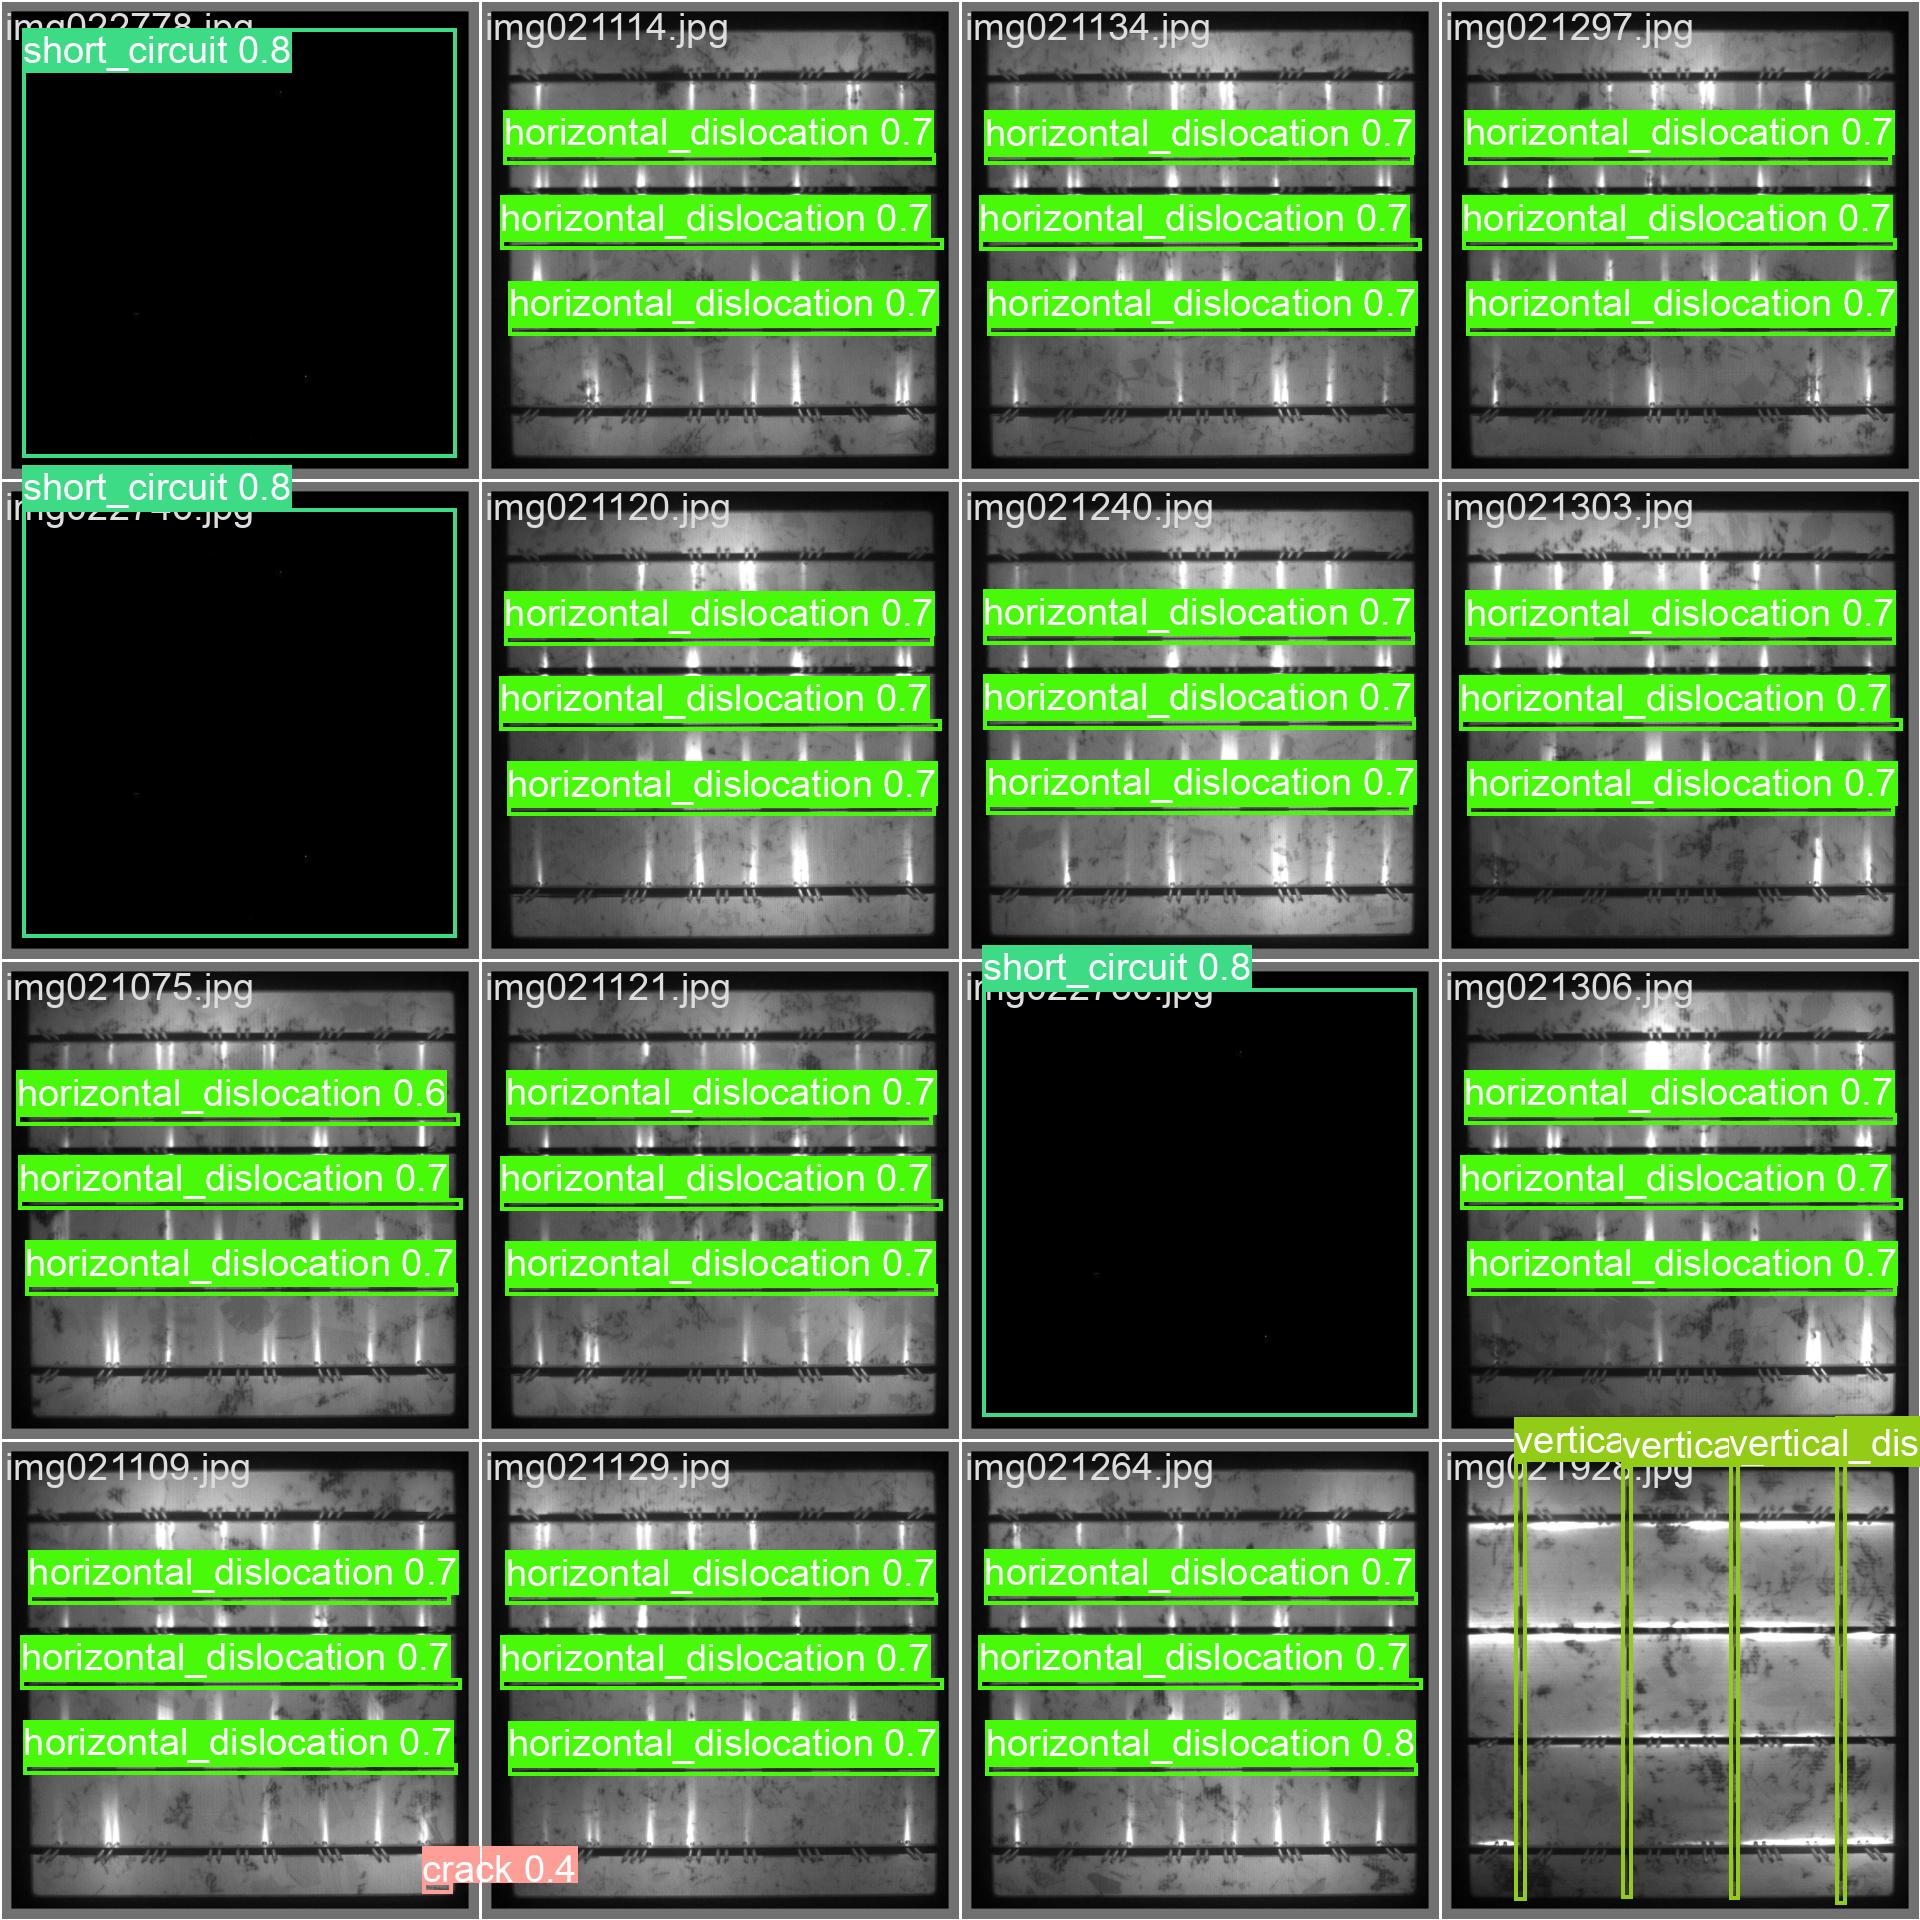 short_circuit 0.8
img021114.jpg
horizontal_dislocation 0.7
horizontal_dislocation 0.7
horizontal_dislocation 0.7
img021134.jpg
horizontal_dislocation 0.7
horizontal_dislocation 0.7
horizontal_dislocation 0.7
img021297.jpg
horizontal_dislocation 0.7
horizontal_dislocation 0.7
horizontal_dislocation 0.7
short_circuit 0.8
img021120.jpg
horizontal_dislocation 0.7
horizontal_dislocation 0.7
horizontal_dislocation 0.7
img021240.jpg
horizontal_dislocation 0.7
horizontal_dislocation 0.7
horizontal_dislocation 0.7
img021303.jpg
horizontal_dislocation 0.7
horizontal_dislocation 0.7
horizontal_dislocation 0.7
img021075.jpg
horizontal_dislocation 0.6
horizontal_dislocation 0.7
horizontal_dislocation 0.7
img021121.jpg
horizontal_dislocation 0.7
horizontal_dislocation 0.7
horizontal_dislocation 0.7
short_circuit 0.8
img021306.jpg
horizontal_dislocation 0.7
horizontal_dislocation 0.7
horizontal_dislocation 0.7
img021109.jpg
horizontal_dislocation 0.7
horizontal_dislocation 0.7
horizontal_dislocation 0.7
crack 0.4
img021129.jpg
horizontal_dislocation 0.7
horizontal_dislocation 0.7
horizontal_dislocation 0.7
img021264.jpg
horizontal_dislocation 0.7
horizontal_dislocation 0.7
horizontal_dislocation 0.8
vertica
vertica
vertical_dis
img021928.jpg